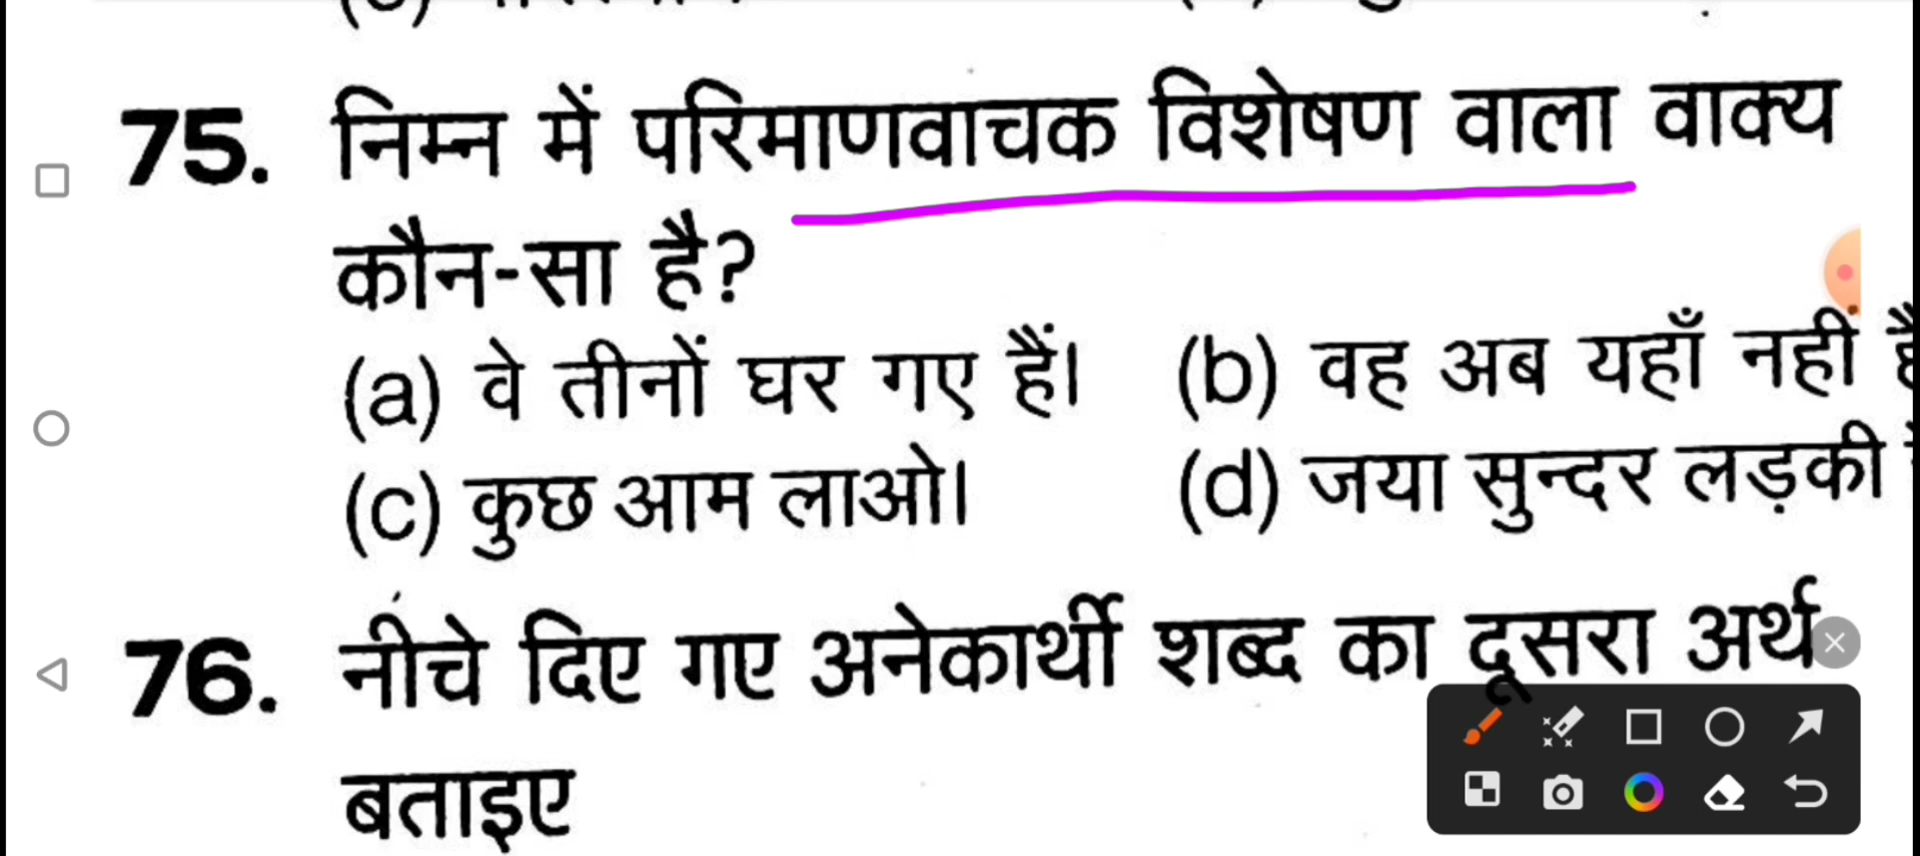 75. निम्न में परिमाणवाचक विशेषण वाला वाक्य
कौन-सा है?
(a) वे तीनों घर गए हैं। (b) वह अब यहाँ नहीं
(c) कुछ आम लाओ। (d) जया सुन्दर लड़की
76. नीचे दिए गए अनेकार्थी शब्द का दूसरा अर्थ
बताइए